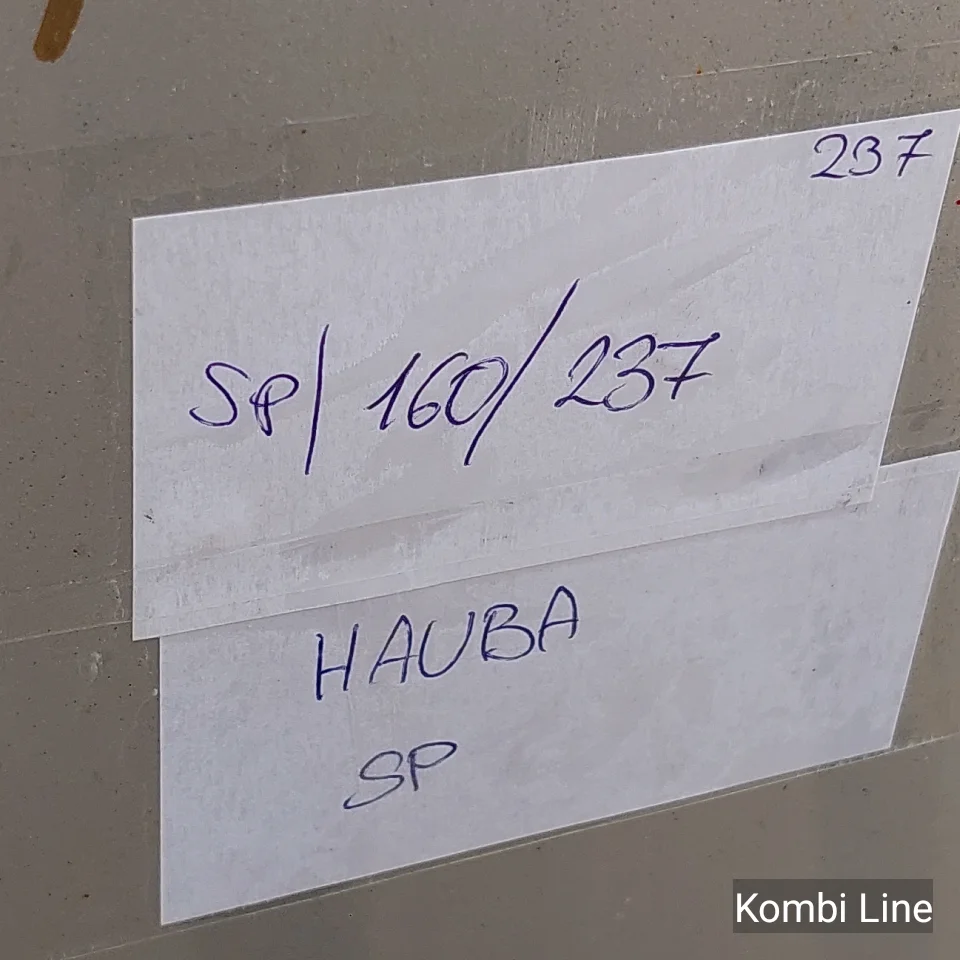 237
SP/160/237
HAUBA
SP
Kombi Line